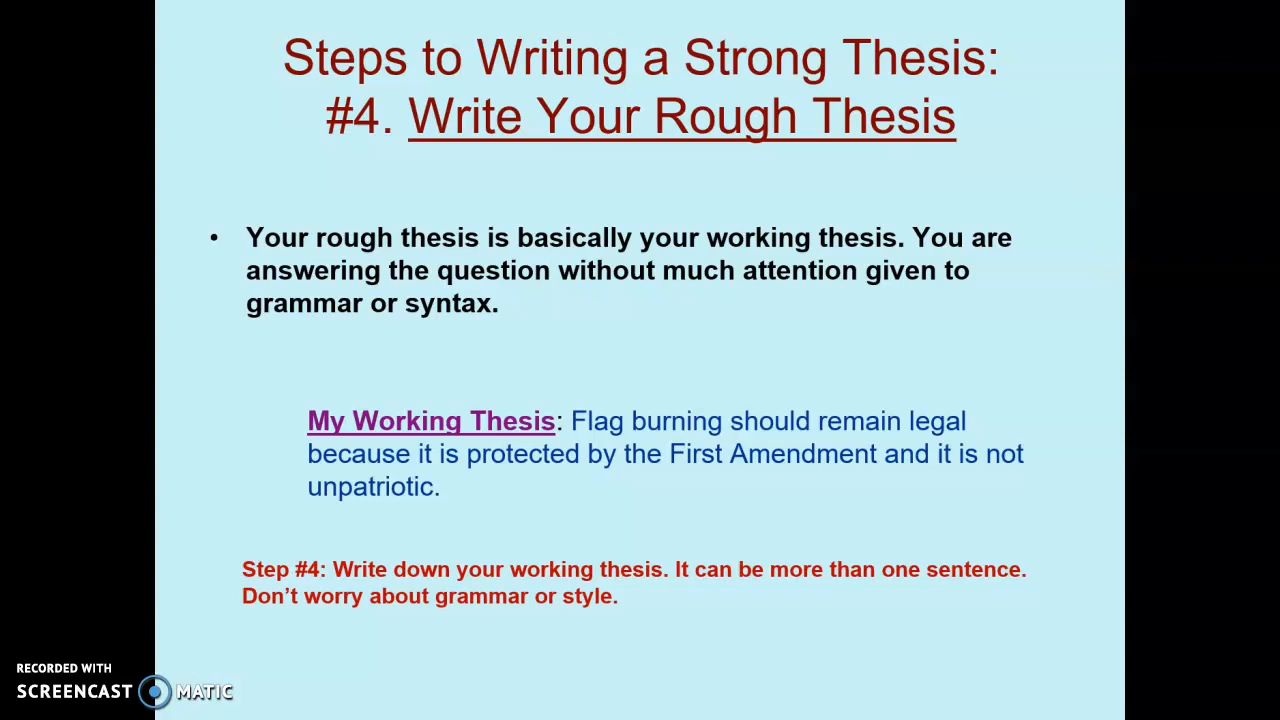 Steps to Writing a Strong Thesis:
#4. Write Your Rough Thesis
• Your rough thesis is basically your working thesis. You are
answering the question without much attention given to
grammar or syntax.
My Working Thesis: Flag burning should remain legal
because it is protected by the First Amendment and it is not
unpatriotic.
Step #4: Write down your working thesis. It can be more than one sentence.
Don't worry about grammar or style.
RECORDED WITH
SCREENCAST MATIC